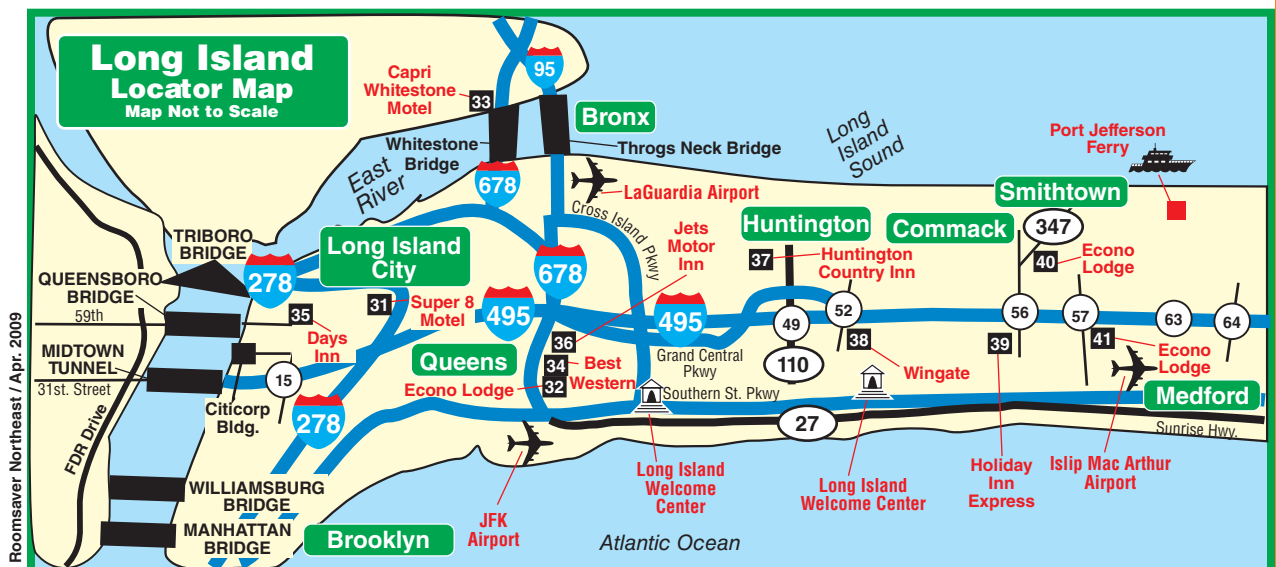 Long Island
Locator Map
Map Not to Scale
Capri
Whitestone
Motel
33
95
Bronx
Whitestone
Bridge
Throgs Neck Bridge
Long
Island
Sound
Port Jefferson
Ferry
East
River
678
LaGuardia Airport
Cross Island Pkwy
Smithtown
347
TRIBORO
BRIDGE
Long Island
City
278
678
Jets
Motor
Inn
Huntington
37
Huntington
Country Inn
Commack
40
Econo
Lodge
QUEENSBORO
BRIDGE
59th
35
Days
Inn
31
Super 8
Motel
495
495
49
52
56
57
63
64
MIDTOWN
TUNNEL
31st. Street
15
Citicorp
Bldg.
Queens
36
34
Best
Western
Econo Lodge
32
Grand Central
Pkwy
110
38
Wingate
39
41
Econo
Lodge
Southern St. Pkwy
Medford
278
27
Sunrise Hwy.
FDR Drive
WILLIAMSBURG
BRIDGE
MANHATTAN
BRIDGE
Brooklyn
JFK
Airport
Long Island
Welcome
Center
Long Island
Welcome Center
Holiday
Inn
Express
Islip Mac Arthur
Airport
Atlantic Ocean
Roomsaver Northeast / Apr. 2009